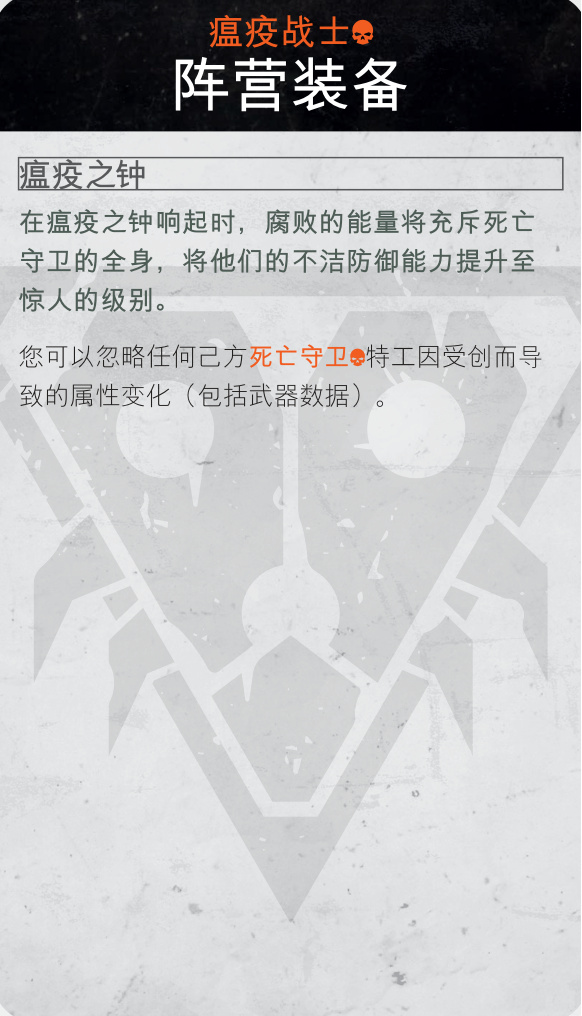 瘟疫战士
阵营装备
瘟疫之钟
在瘟疫之钟响起时，腐败的能量将充斥死亡
守卫的全身，将他们的不洁防御能力提升至
惊人的级别。
您可以忽略任何己方死亡守卫特工因受创而导
致的属性变化（包括武器数据）。